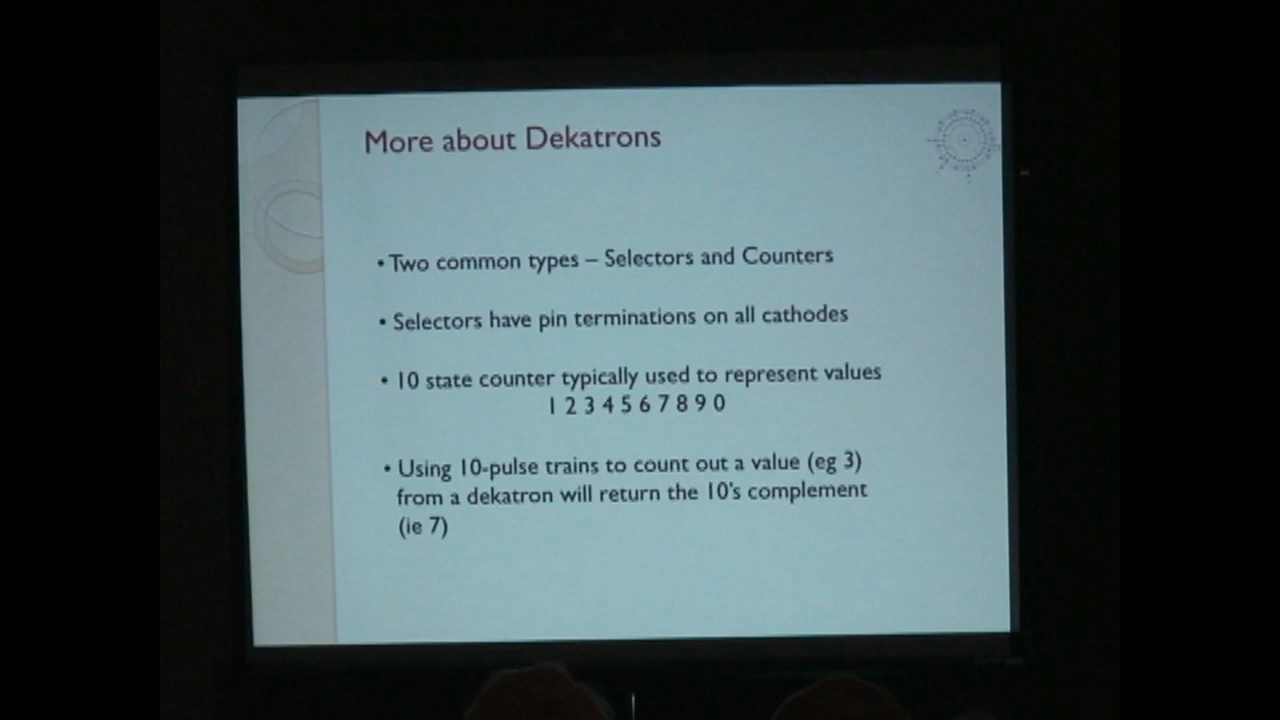 More about Dekatrons
• Two common types – Selectors and Counters
• Selectors have pin terminations on all cathodes
• 10 state counter typically used to represent values
1 2 3 4 5 6 7 8 9 0
• Using 10-pulse trains to count out a value (eg 3)
from a dekatron will return the 10's complement
(ie 7)